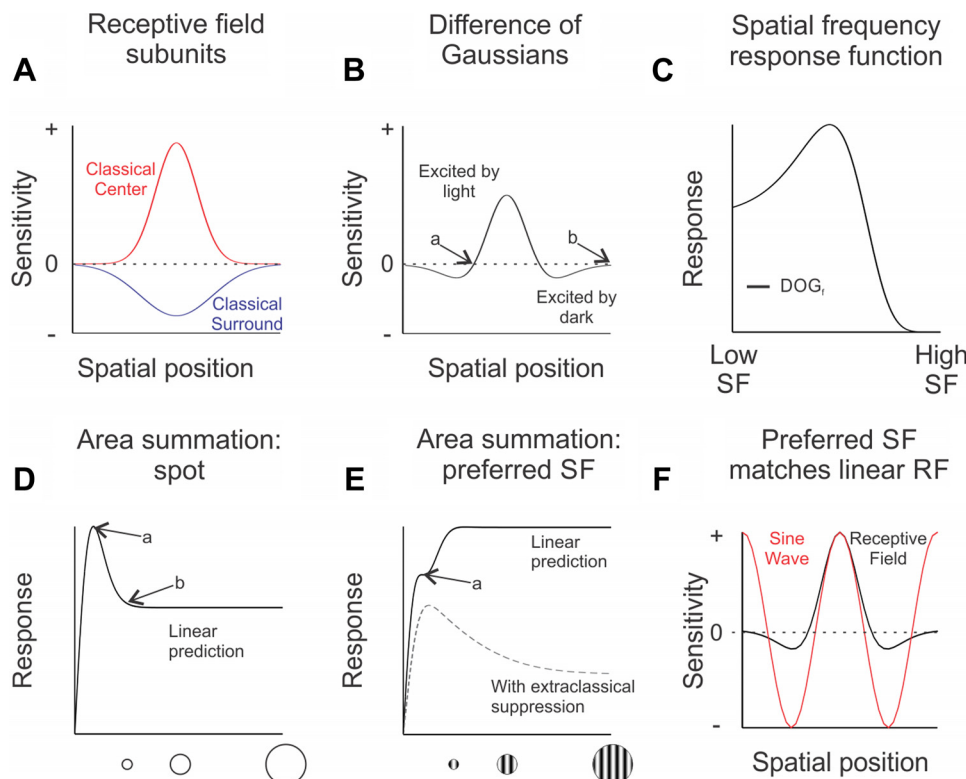 A
Receptive field
subunits
+
0
-
Sensitivity
Classical
Center
Classical
Surround
Spatial position
B
Difference of
Gaussians
+
0
-
Sensitivity
Excited by
light
a
b
Excited by
dark
Spatial position
C
Spatial frequency
response function
Response
DOGf
Low
SF
High
SF
D
Area summation:
spot
Response
a
b
Linear
prediction
E
Area summation:
preferred SF
Response
Linear
prediction
a
With extraclassical
suppression
F
Preferred SF
matches linear RF
+
0
-
Sensitivity
Sine
Wave
Receptive
Field
Spatial position